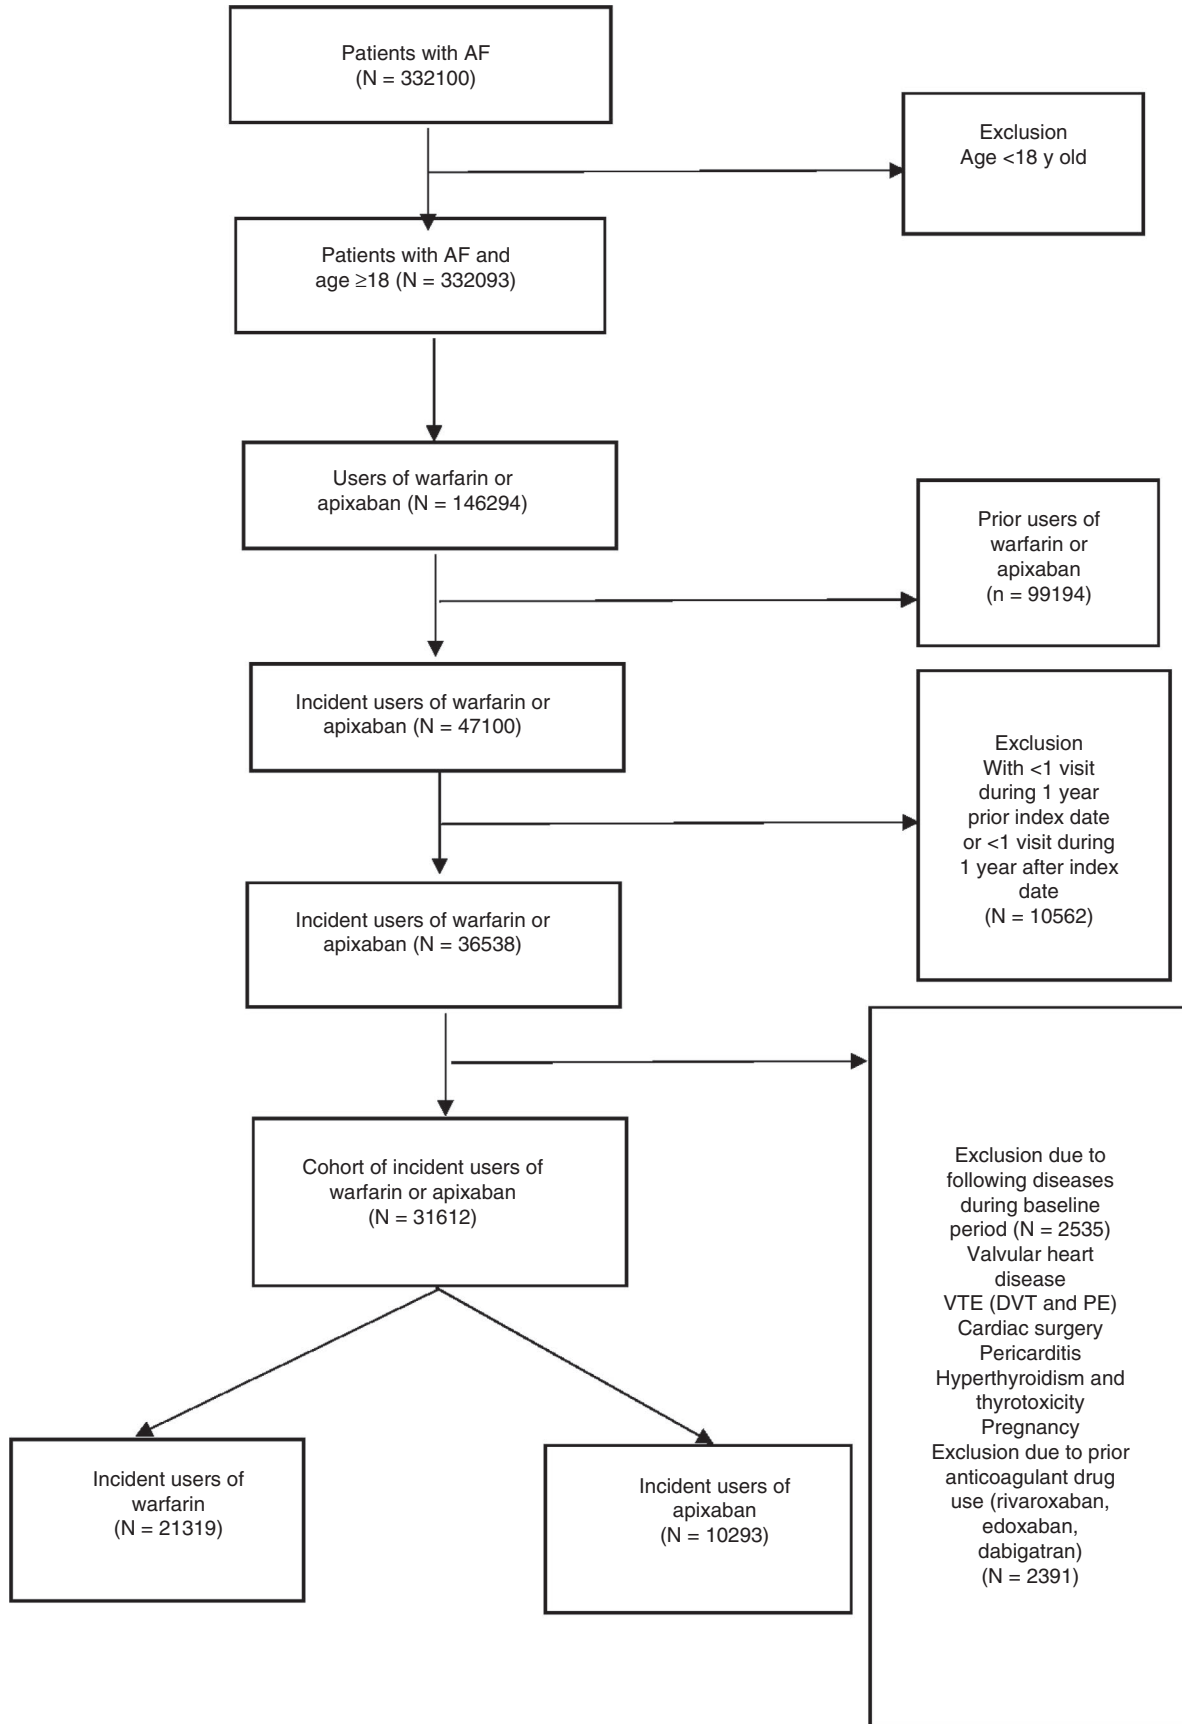 Patients with AF
(N = 332100)
Exclusion
Age <18 y old
Patients with AF and
age ≥18 (N = 332093)
Users of warfarin or
apixaban (N = 146294)
Prior users of
warfarin or
apixaban
(n = 99194)
Incident users of warfarin or
apixaban (N = 47100)
Exclusion
With <1 visit
during 1 year
prior index date
or <1 visit during
1 year after index
date
(N = 10562)
Incident users of warfarin or
apixaban (N = 36538)
Exclusion due to
following diseases
during baseline
period (N = 2535)
Valvular heart
disease
VTE (DVT and PE)
Cardiac surgery
Pericarditis
Hyperthyroidism and
thyrotoxicity
Pregnancy
Exclusion due to prior
anticoagulant drug
use (rivaroxaban,
edoxaban,
dabigatran)
(N = 2391)
Cohort of incident users of
warfarin or apixaban
(N = 31612)
Incident users of
warfarin
(N = 21319)
Incident users of
apixaban
(N = 10293)